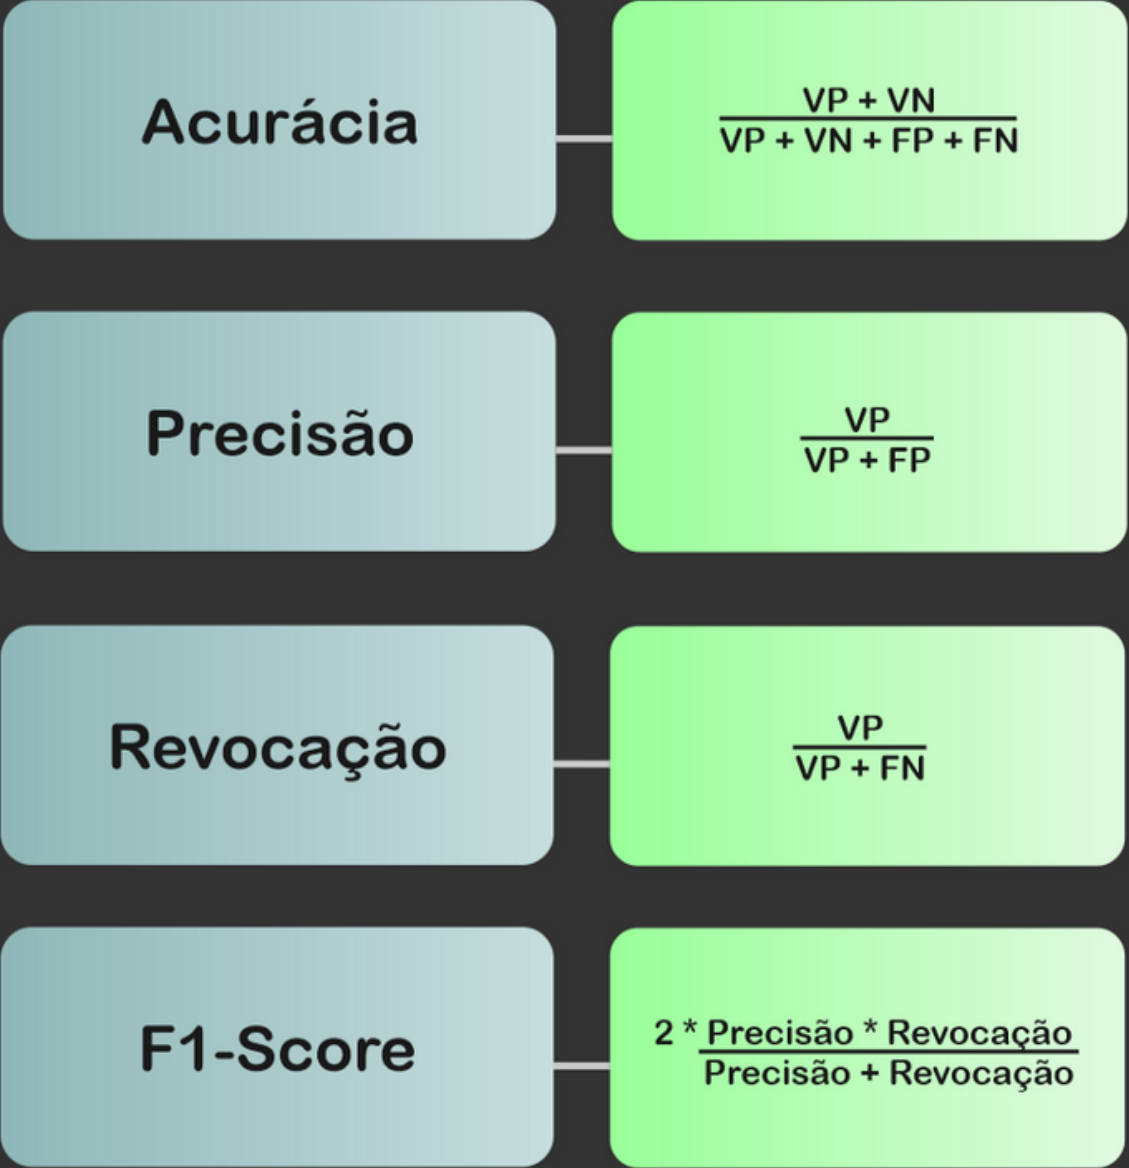 Acurácia
VP + VN
VP + VN + FP + FN
Precisão
VP
VP + FP
Revocação
VP
VP + FN
F1-Score
2 * Precisão * Revocação
Precisão + Revocação